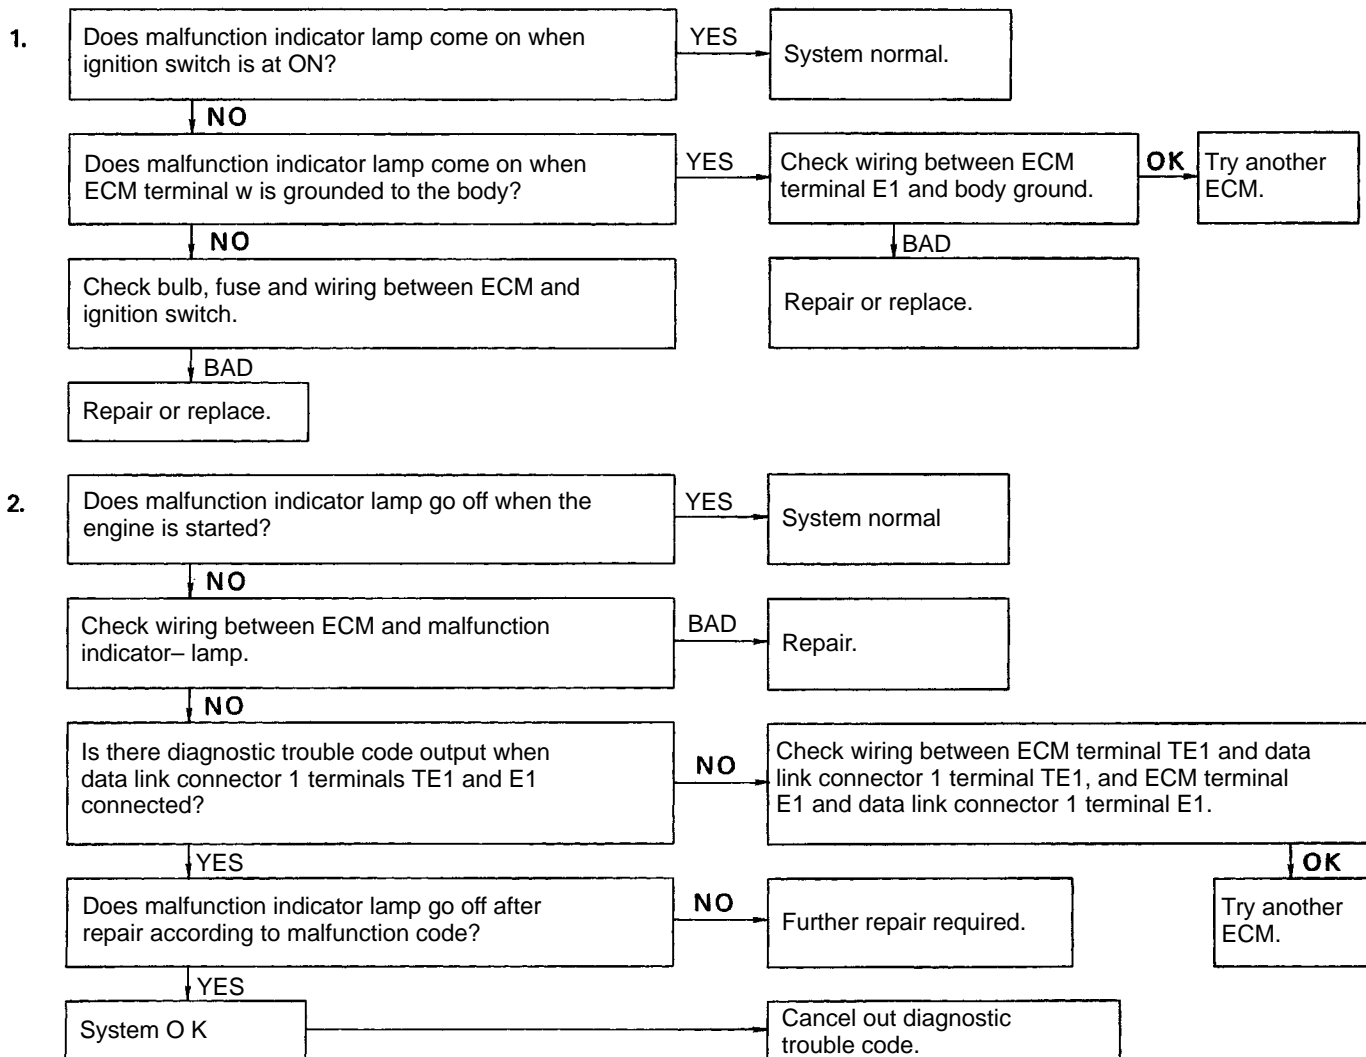 1.
Does malfunction indicator lamp come on when
ignition switch is at ON?
YES
System normal.
NO
Does malfunction indicator lamp come on when
ECM terminal w is grounded to the body?
YES
Check wiring between ECM
terminal E1 and body ground.
OK
Try another
ECM.
NO
BAD
Check bulb, fuse and wiring between ECM and
ignition switch.
Repair or replace.
BAD
Repair or replace.
2.
Does malfunction indicator lamp go off when the
engine is started?
YES
System normal
NO
Check wiring between ECM and malfunction
indicator– lamp.
BAD
Repair.
NO
Is there diagnostic trouble code output when
data link connector 1 terminals TE1 and E1
connected?
NO
Check wiring between ECM terminal TE1 and data
link connector 1 terminal TE1, and ECM terminal
E1 and data link connector 1 terminal E1.
YES
OK
Does malfunction indicator lamp go off after
repair according to malfunction code?
NO
Further repair required.
Try another
ECM.
YES
System O K
Cancel out diagnostic
trouble code.